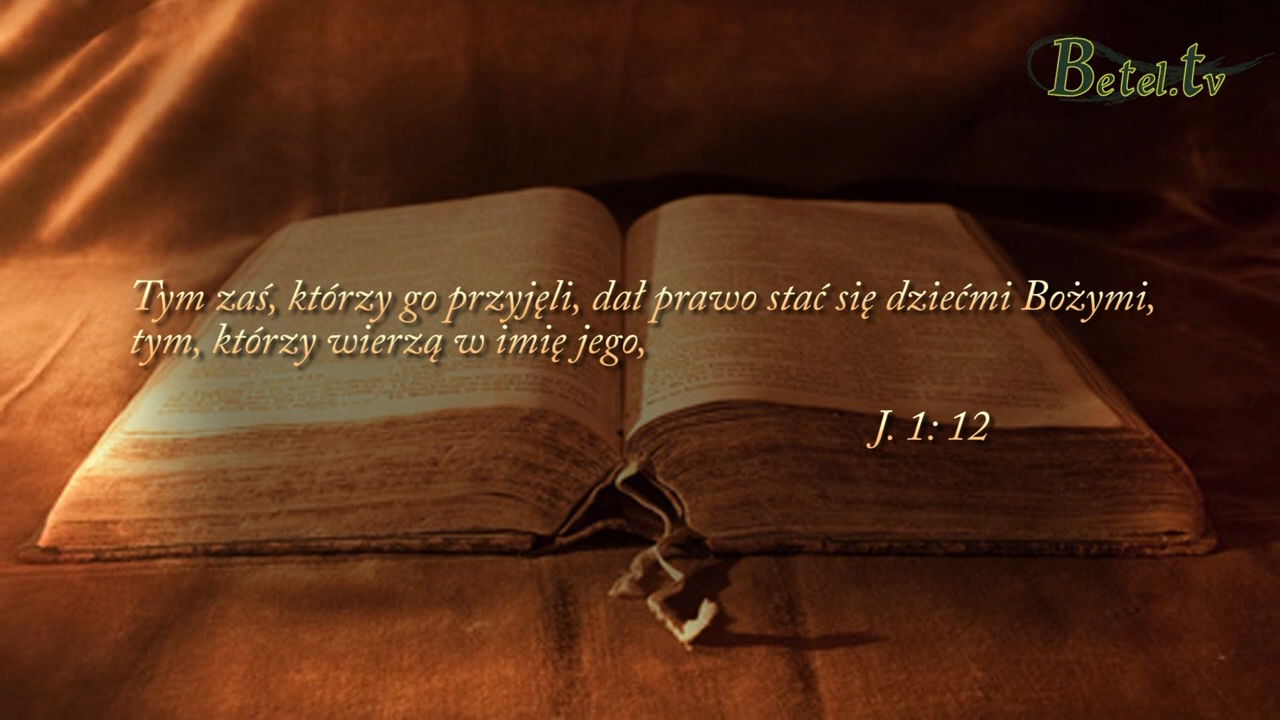 Betel.tv
Tym zaś, którzy go przyjęli, dał prawo stać się dziećmi Bożymi,
tym, którzy wierzą w imię jego,
J. 1: 12